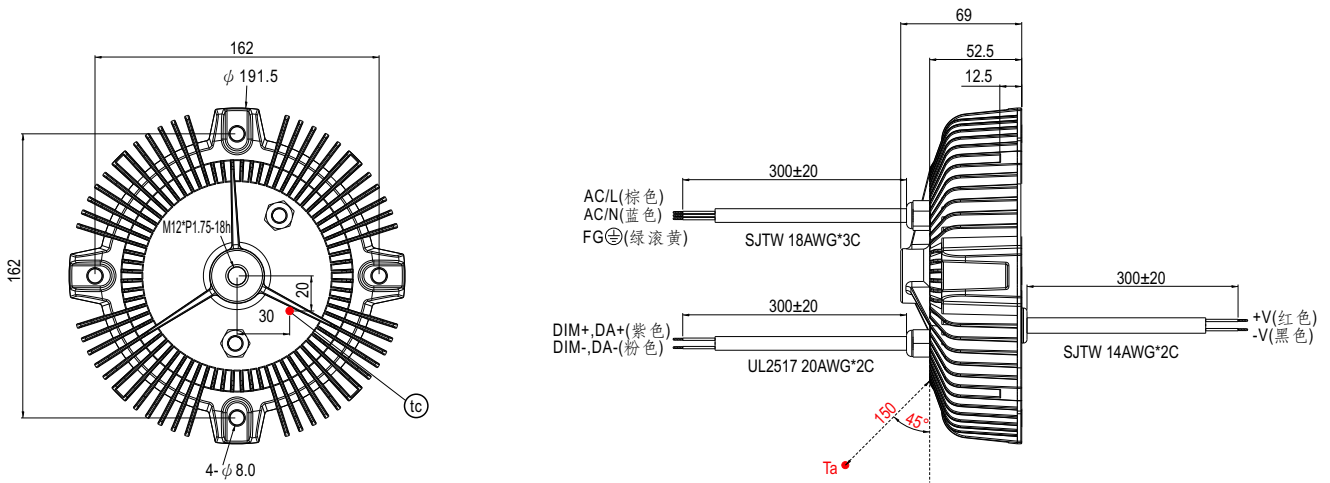 162
φ 191.5
162
M12*P1.75-18h
20
30
tc
4-φ8.0
69
52.5
12.5
300±20
AC/L(棕色)
AC/N(蓝色)
FG⏚(绿滚黄)
SJTW 18AWG*3C
300±20
DIM+,DA+(紫色)
DIM-,DA-(粉色)
UL2517 20AWG*2C
300±20
+V(红色)
-V(黑色)
SJTW 14AWG*2C
150
45°
Ta